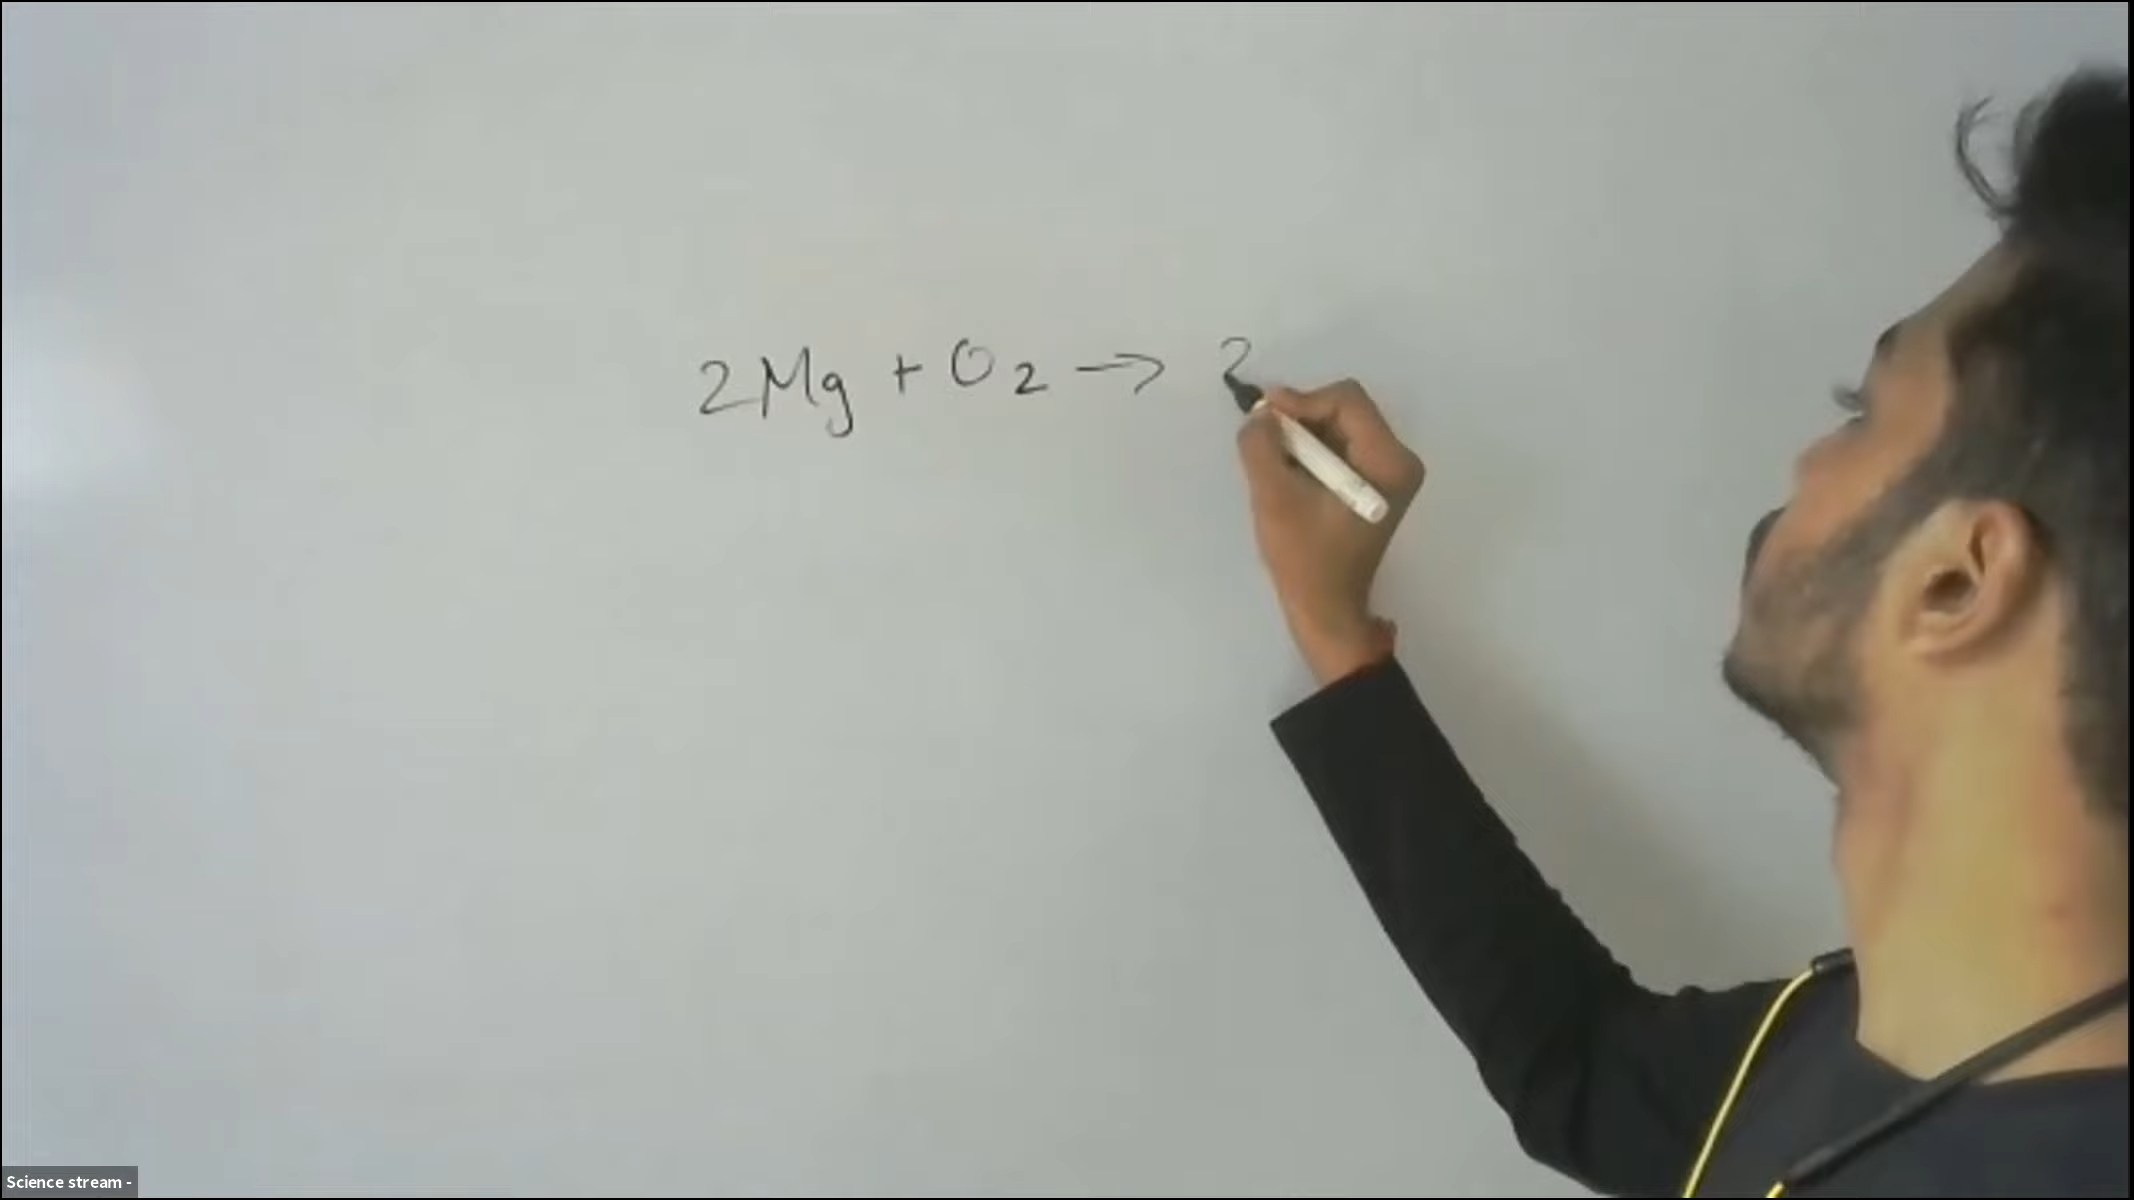 2Mg + O2 → 2
Science stream -